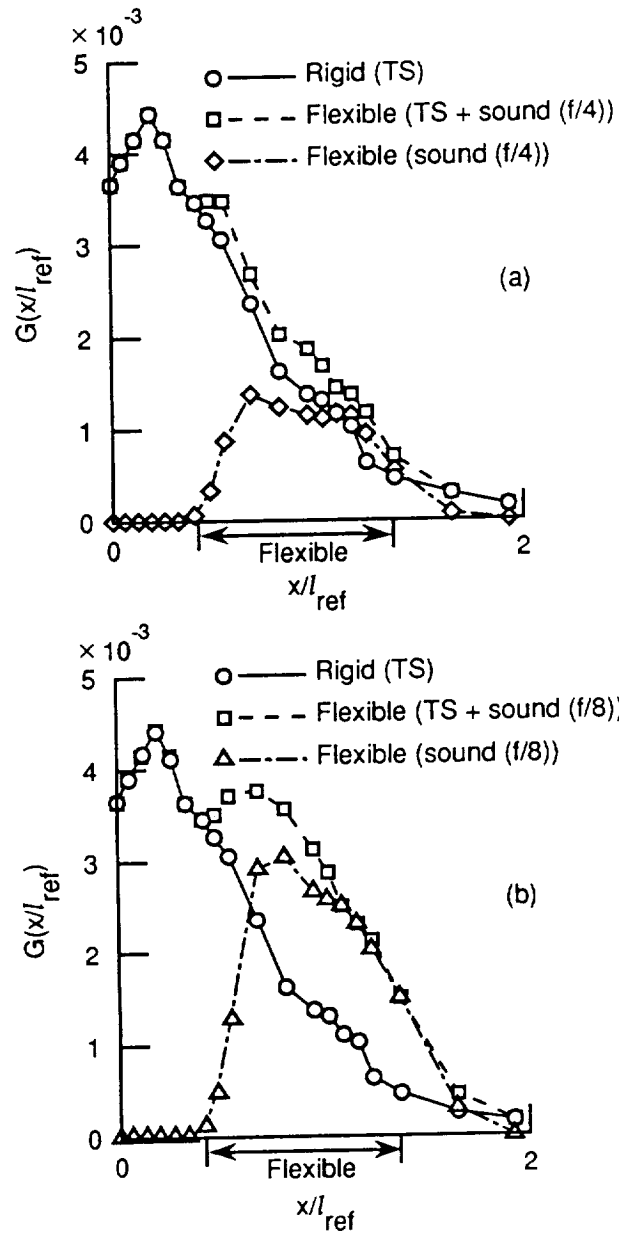 × 10⁻³
5
4
3
2
1
0
G(x/l_ref)
Rigid (TS)
Flexible (TS + sound (f/4))
Flexible (sound (f/4))
(a)
0
Flexible
2
x/l_ref
× 10⁻³
5
4
3
2
1
0
G(x/l_ref)
Rigid (TS)
Flexible (TS + sound (f/8))
Flexible (sound (f/8))
(b)
0
Flexible
2
x/l_ref